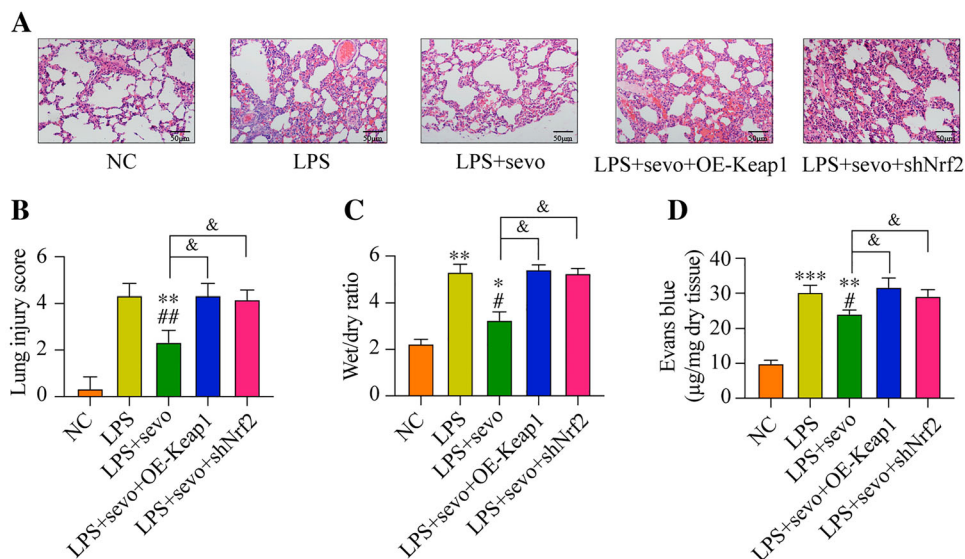 A
50μm
50μm
50μm
50μm
50μm
NC
LPS
LPS+sevo
LPS+sevo+OE-Keap1
LPS+sevo+shNrf2
B
Lung injury score
6
4
2
0
**
##
&
&
NC
LPS
LPS+sevo
LPS+sevo+OE-Keap1
LPS+sevo+shNrf2
C
Wet/dry ratio
6
4
2
0
**
*
#
&
&
NC
LPS
LPS+sevo
LPS+sevo+OE-Keap1
LPS+sevo+shNrf2
D
Evans blue
(μg/mg dry tissue)
40
30
20
10
0
***
**
#
&
&
NC
LPS
LPS+sevo
LPS+sevo+OE-Keap1
LPS+sevo+shNrf2